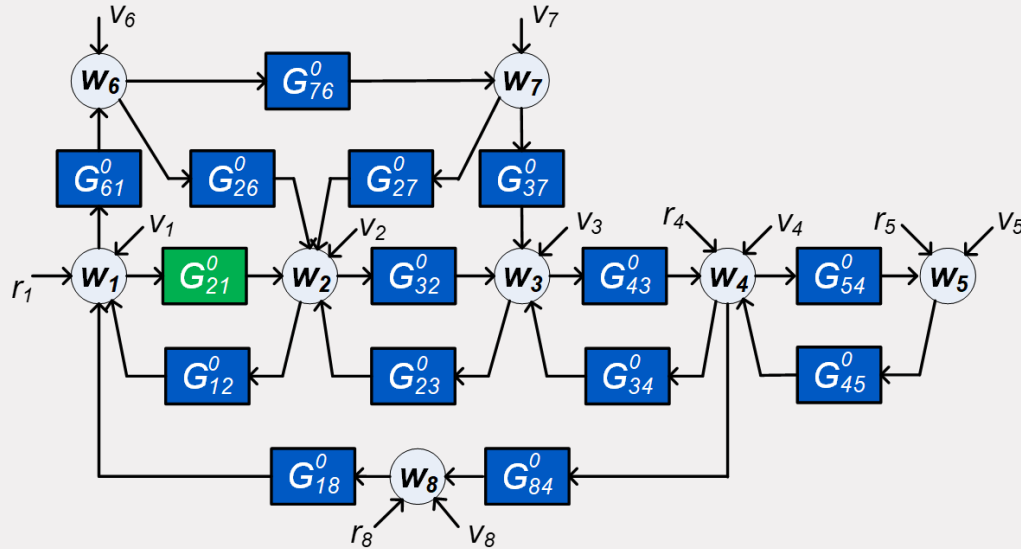 v₆ v₇
w₆ G⁰₇₆ w₇
G⁰₆₁ G⁰₂₆ G⁰₂₇ G⁰₃₇
v₁ v₂ v₃ r₄ v₄ r₅ v₅
r₁ w₁ G⁰₂₁ w₂ G⁰₃₂ w₃ G⁰₄₃ w₄ G⁰₅₄ w₅
G⁰₁₂ G⁰₂₃ G⁰₃₄ G⁰₄₅
G⁰₁₈ w₈ G⁰₈₄
r₈ v₈